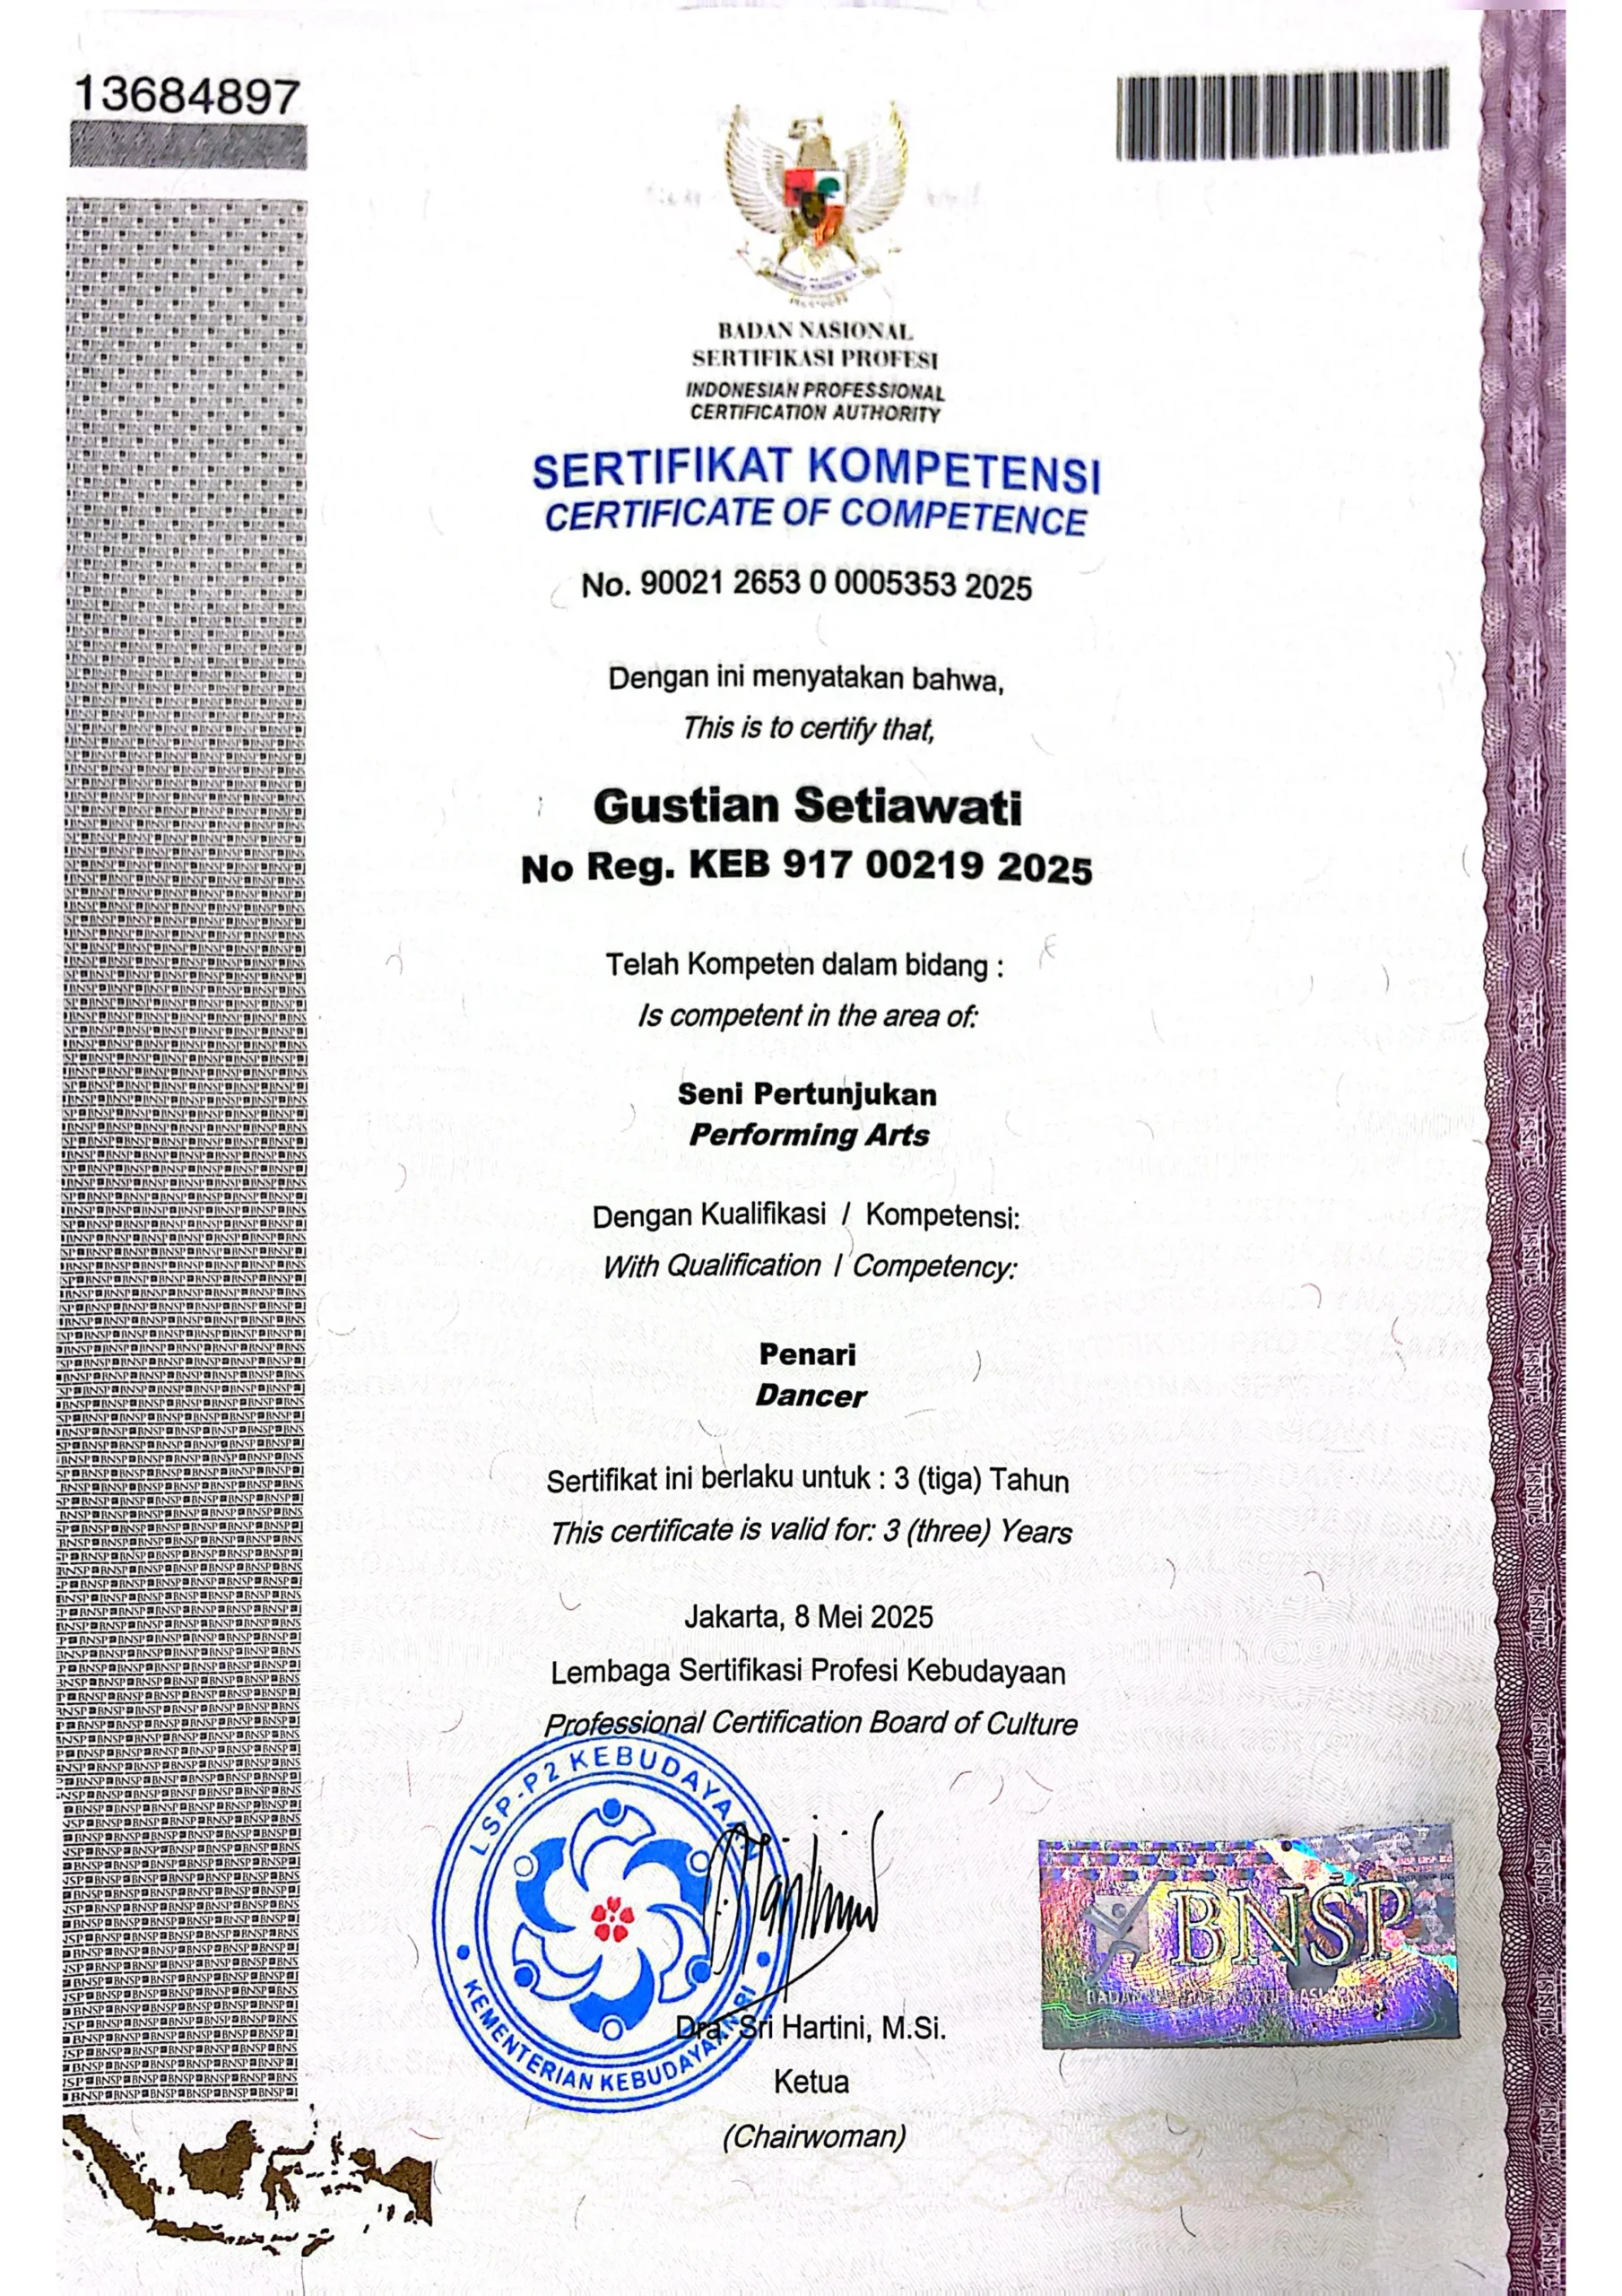 13684897
BADAN NASIONAL
SERTIFIKASI PROFESI
INDONESIAN PROFESSIONAL
CERTIFICATION AUTHORITY
SERTIFIKAT KOMPETENSI
CERTIFICATE OF COMPETENCE
No. 90021 2653 0 0005353 2025
Dengan ini menyatakan bahwa,
This is to certify that,
Gustian Setiawati
No Reg. KEB 917 00219 2025
Telah Kompeten dalam bidang :
Is competent in the area of:
Seni Pertunjukan
Performing Arts
Dengan Kualifikasi / Kompetensi:
With Qualification / Competency:
Penari
Dancer
Sertifikat ini berlaku untuk : 3 (tiga) Tahun
This certificate is valid for: 3 (three) Years
Jakarta, 8 Mei 2025
Lembaga Sertifikasi Profesi Kebudayaan
Professional Certification Board of Culture
LSP-P2 KEBUDAYAAN
KEMENTERIAN KEBUDAYAAN RI
BNSP
Dra. Sri Hartini, M.Si.
Ketua
(Chairwoman)